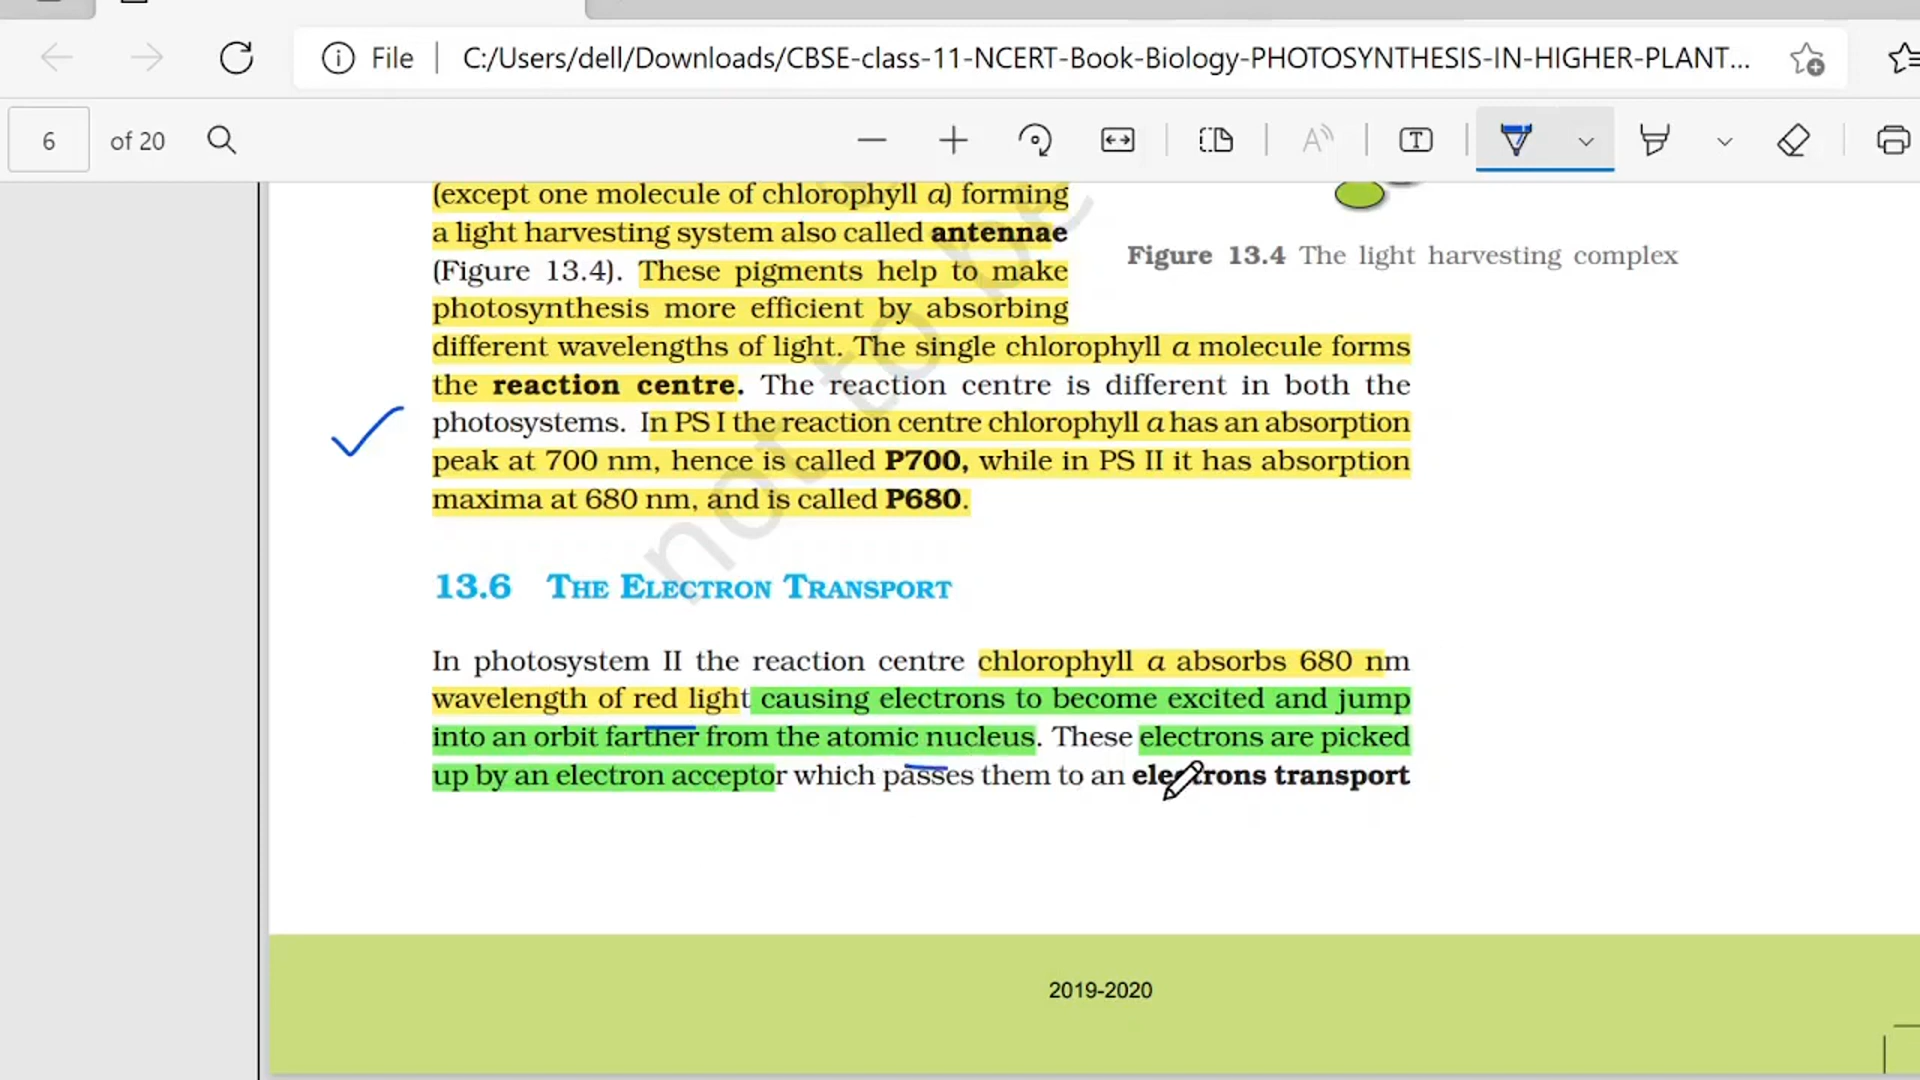 File
C:/Users/dell/Downloads/CBSE-class-11-NCERT-Book-Biology-PHOTOSYNTHESIS-IN-HIGHER-PLANT...
6 of 20
(except one molecule of chlorophyll a) forming
a light harvesting system also called antennae
(Figure 13.4). These pigments help to make
photosynthesis more efficient by absorbing
different wavelengths of light. The single chlorophyll a molecule forms
the reaction centre. The reaction centre is different in both the
photosystems. In PS I the reaction centre chlorophyll a has an absorption
peak at 700 nm, hence is called P700, while in PS II it has absorption
maxima at 680 nm, and is called P680.
Figure 13.4 The light harvesting complex
13.6 THE ELECTRON TRANSPORT
In photosystem II the reaction centre chlorophyll a absorbs 680 nm
wavelength of red light causing electrons to become excited and jump
into an orbit farther from the atomic nucleus. These electrons are picked
up by an electron acceptor which passes them to an electrons transport
not to be
2019-2020